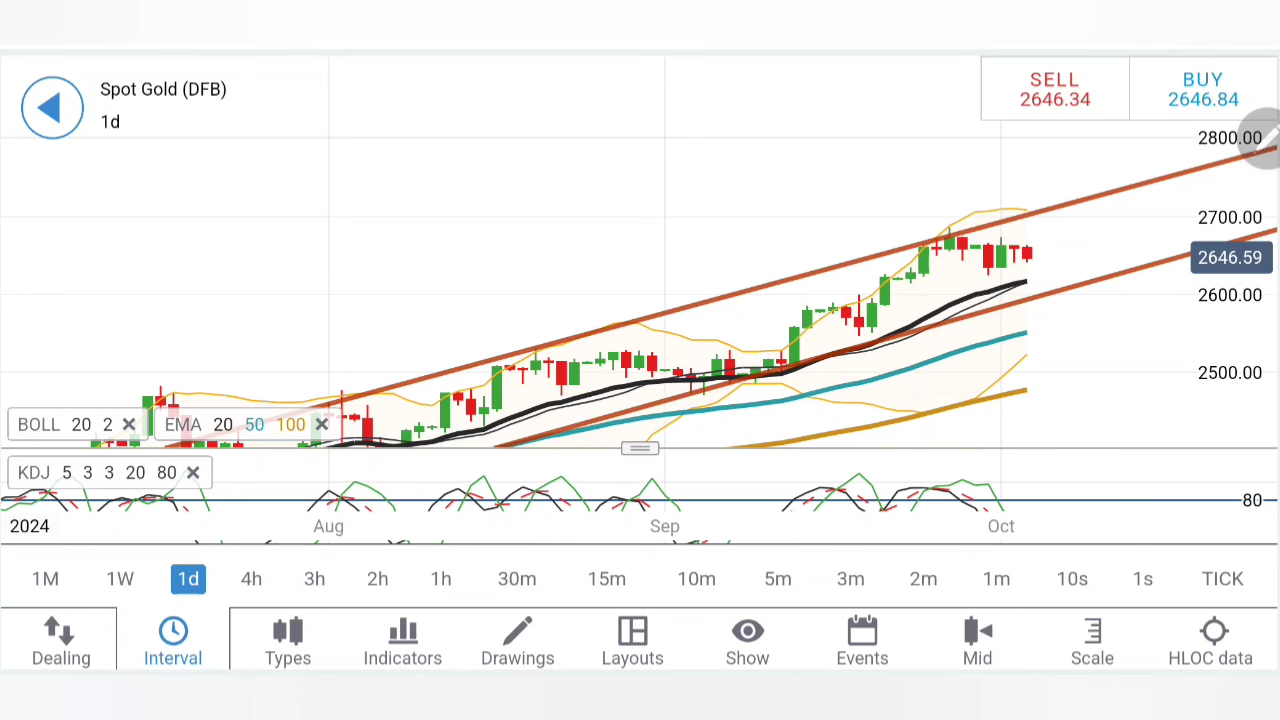 Spot Gold (DFB)
1d
SELL
2646.34
BUY
2646.84
2800.00
2700.00
2646.59
2600.00
2500.00
BOLL 20 2
EMA 20 50 100
KDJ 5 3 3 20 80
80
2024 Aug Sep Oct
1M 1W 1d 4h 3h 2h 1h 30m 15m 10m 5m 3m 2m 1m 10s 1s TICK
Dealing Interval Types Indicators Drawings Layouts Show Events Mid Scale HLOC data